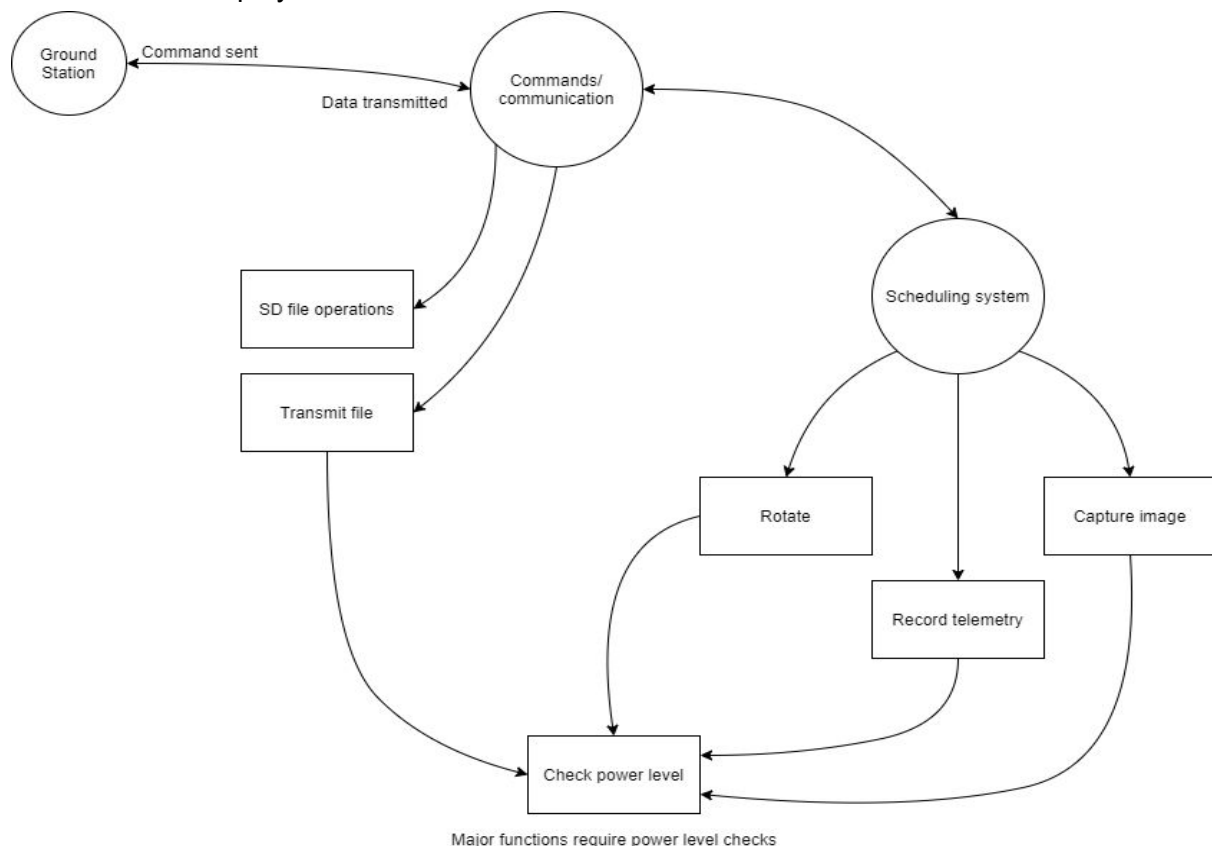 Ground
Station
Command sent
Data transmitted
Commands/
communication
SD file operations
Scheduling system
Transmit file
Rotate
Capture image
Record telemetry
Check power level
Major functions require power level checks